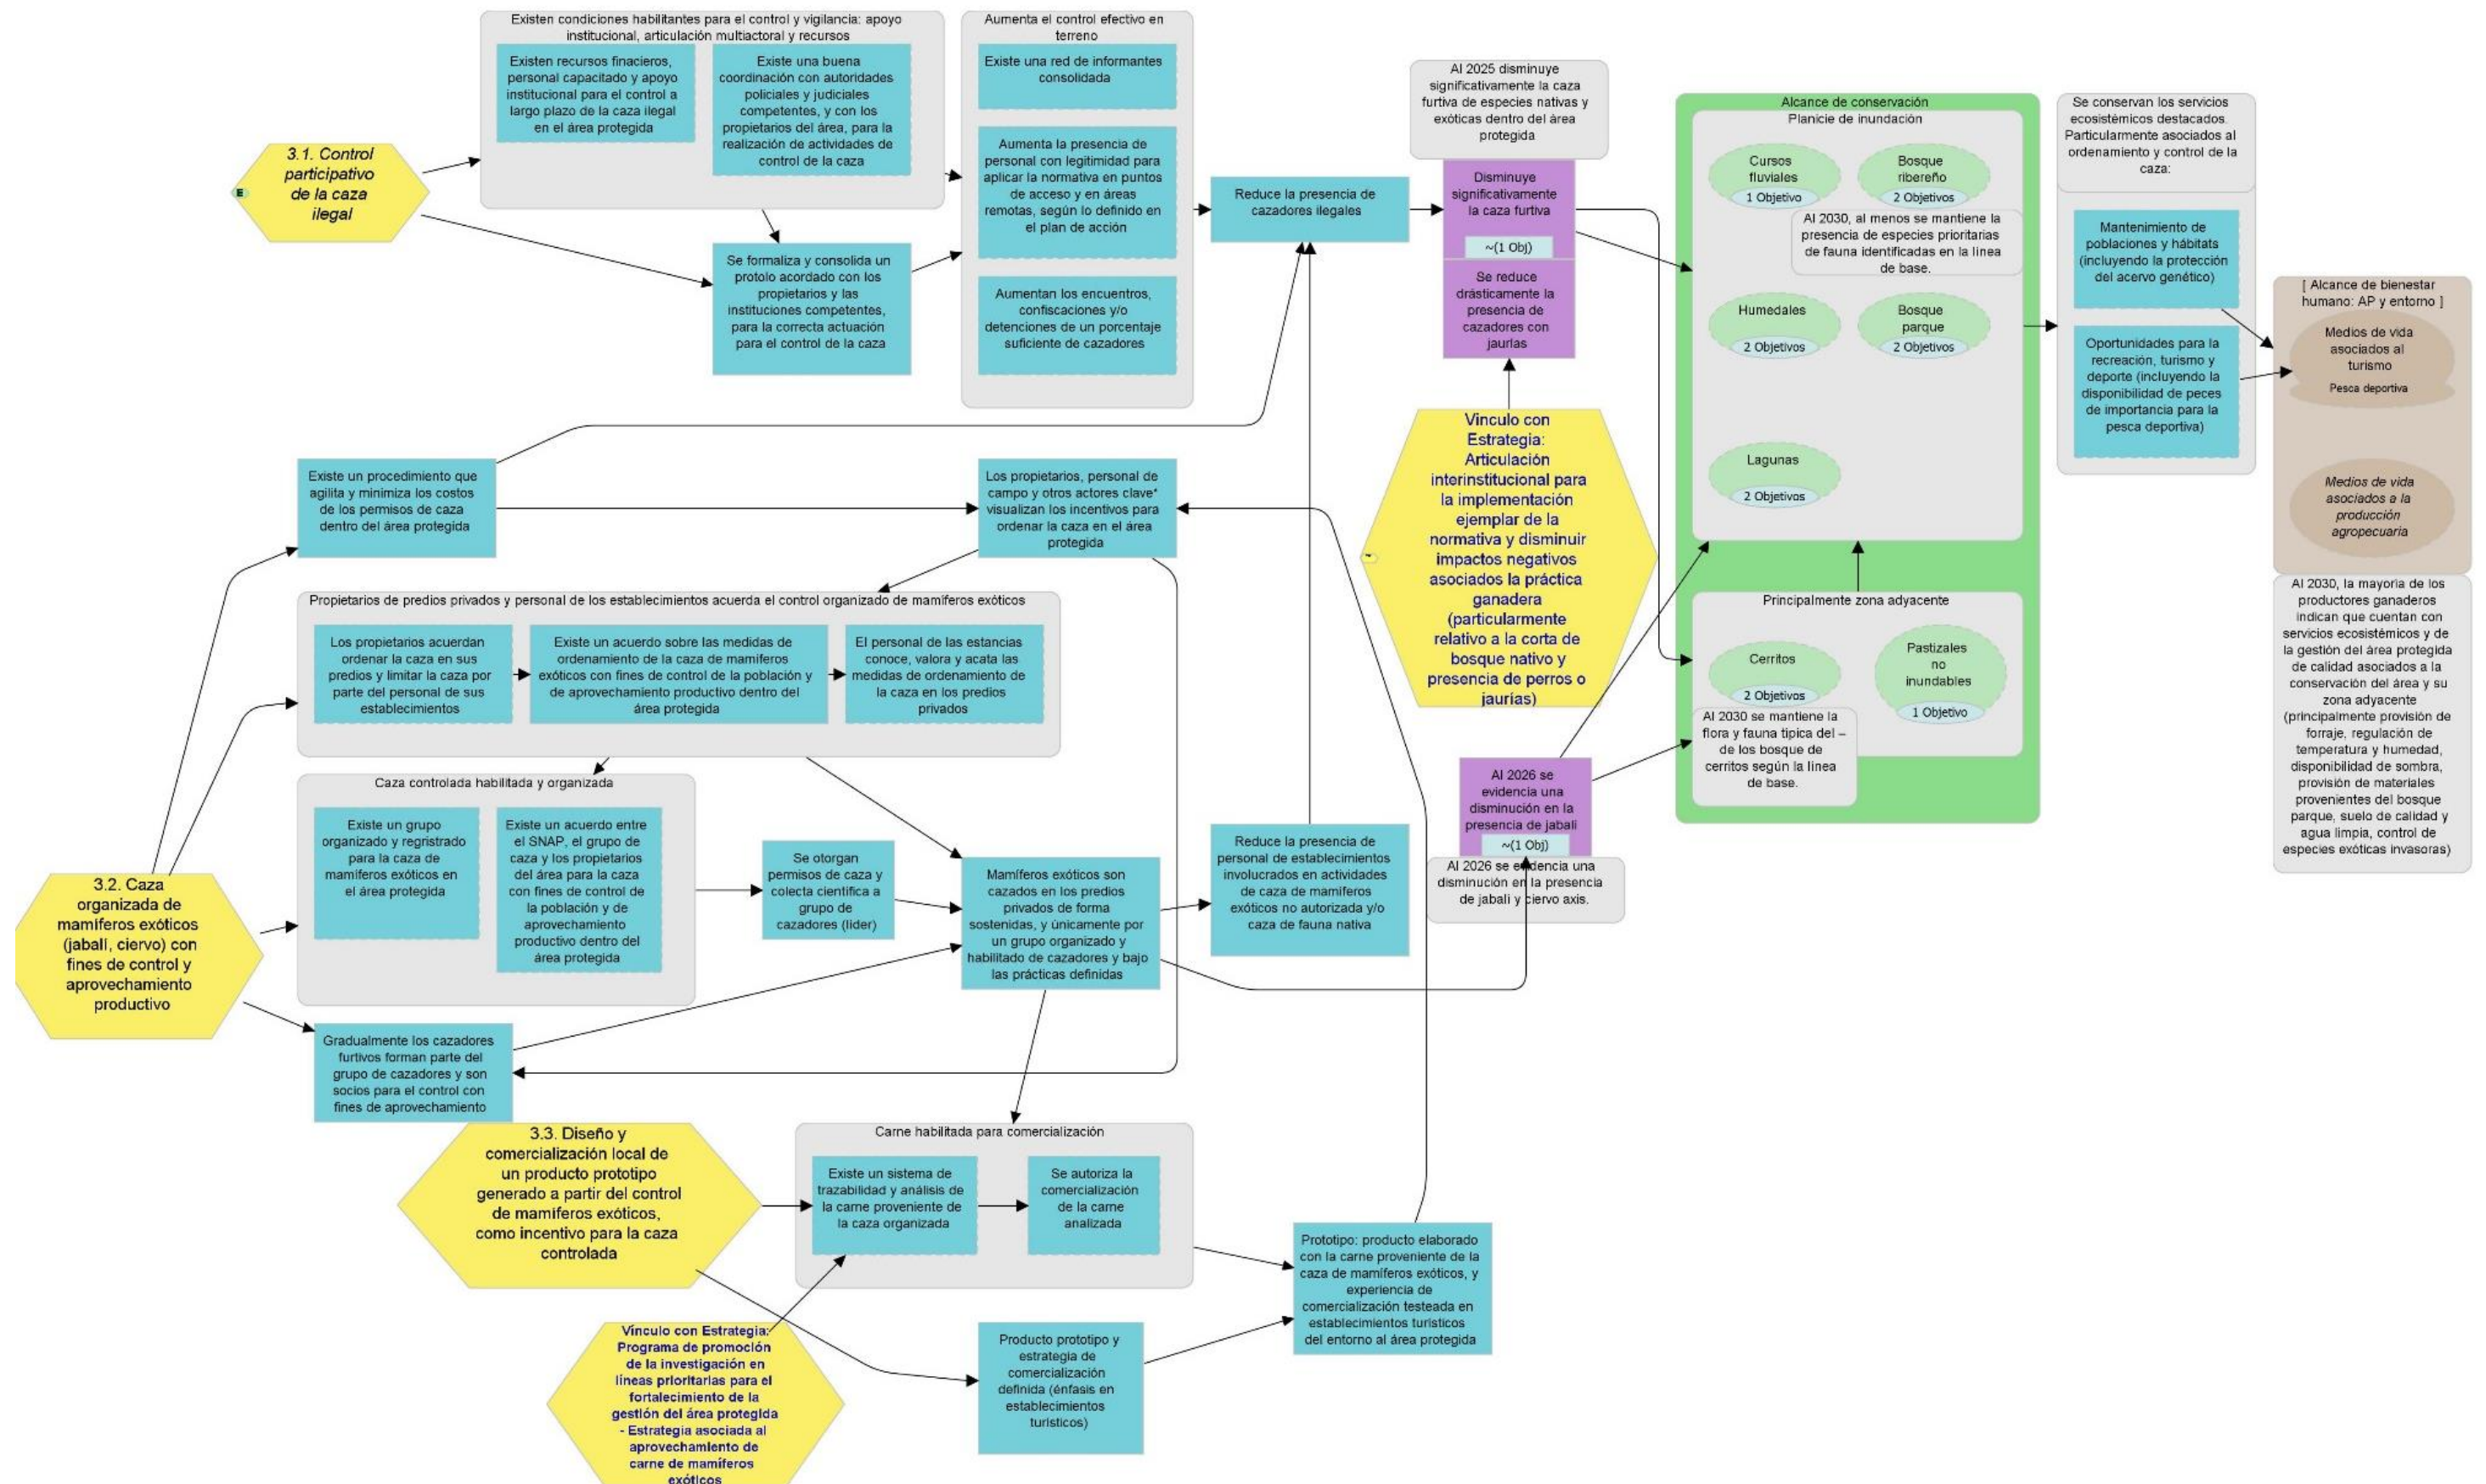 Existen condiciones habilitantes para el control y vigilancia: apoyo
institucional, articulación multiactoral y recursos
Existen recursos finacieros,
personal capacitado y apoyo
institucional para el control a
largo plazo de la caza ilegal
en el área protegida
Existe una buena
coordinación con autoridades
policiales y judiciales
competentes, y con los
propietarios del área, para la
realización de actividades de
control de la caza
Aumenta el control efectivo en
terreno
Existe una red de informantes
consolidada
Aumenta la presencia de
personal con legitimidad para
aplicar la normativa en puntos
de acceso y en áreas
remotas, según lo definido en
el plan de acción
Aumentan los encuentros,
confiscaciones y/o
detenciones de un porcentaje
suficiente de cazadores
3.1. Control
participativo
de la caza
ilegal
E
Se formaliza y consolida un
protolo acordado con los
propietarios y las
instituciones competentes,
para la correcta actuación
para el control de la caza
Reduce la presencia de
cazadores ilegales
Al 2025 disminuye
significativamente la caza
furtiva de especies nativas y
exóticas dentro del área
protegida
Disminuye
significativamente
la caza furtiva
~(1 Obj)
Se reduce
drásticamente la
presencia de
cazadores con
jaurías
Vínculo con
Estrategia:
Articulación
interinstitucional para
la implementación
ejemplar de la
normativa y disminuir
impactos negativos
asociados la práctica
ganadera
(particularmente
relativo a la corta de
bosque nativo y
presencia de perros o
jaurías)
Alcance de conservación
Planicie de inundación
Cursos
fluviales
1 Objetivo
Bosque
ribereño
2 Objetivos
Al 2030, al menos se mantiene la
presencia de especies prioritarias
de fauna identificadas en la línea
de base.
Humedales
2 Objetivos
Bosque
parque
2 Objetivos
Lagunas
2 Objetivos
Principalmente zona adyacente
Cerritos
2 Objetivos
Pastizales
no
inundables
1 Objetivo
Al 2030 se mantiene la
flora y fauna típica del –
de los bosque de
cerritos según la línea
de base.
Se conservan los servicios
ecosistémicos destacados.
Particularmente asociados al
ordenamiento y control de la
caza:
Mantenimiento de
poblaciones y hábitats
(incluyendo la protección
del acervo genético)
Oportunidades para la
recreación, turismo y
deporte (incluyendo la
disponibilidad de peces
de importancia para la
pesca deportiva)
[ Alcance de bienestar
humano: AP y entorno ]
Medios de vida
asociados al
turismo
Pesca deportiva
Medios de vida
asociados a la
producción
agropecuaria
Al 2030, la mayoría de los
productores ganaderos
indican que cuentan con
servicios ecosistémicos y de
la gestión del área protegida
de calidad asociados a la
conservación del área y su
zona adyacente
(principalmente provisión de
forraje, regulación de
temperatura y humedad,
disponibilidad de sombra,
provisión de materiales
provenientes del bosque
parque, suelo de calidad y
agua limpia, control de
especies exóticas invasoras)
Existe un procedimiento que
agilita y minimiza los costos
de los permisos de caza
dentro del área protegida
Los propietarios, personal de
campo y otros actores clave*
visualizan los incentivos para
ordenar la caza en el área
protegida
Propietarios de predios privados y personal de los establecimientos acuerda el control organizado de mamíferos exóticos
Los propietarios acuerdan
ordenar la caza en sus
predios y limitar la caza por
parte del personal de sus
establecimientos
Existe un acuerdo sobre las medidas de
ordenamiento de la caza de mamíferos
exóticos con fines de control de la población y
de aprovechamiento productivo dentro del
área protegida
El personal de las estancias
conoce, valora y acata las
medidas de ordenamiento de
la caza en los predios
privados
Caza controlada habilitada y organizada
Existe un grupo
organizado y regristrado
para la caza de
mamíferos exóticos en
el área protegida
Existe un acuerdo entre
el SNAP, el grupo de
caza y los propietarios
del área para la caza
con fines de control de
la población y de
aprovechamiento
productivo dentro del
área protegida
Se otorgan
permisos de caza y
colecta científica a
grupo de
cazadores (líder)
Mamíferos exóticos son
cazados en los predios
privados de forma
sostenidas, y únicamente por
un grupo organizado y
habilitado de cazadores y bajo
las prácticas definidas
Reduce la presencia de
personal de establecimientos
involucrados en actividades
de caza de mamíferos
exóticos no autorizada y/o
caza de fauna nativa
Al 2026 se
evidencia una
disminución en la
presencia de jabalí
~(1 Obj)
Al 2026 se evidencia una
disminución en la presencia
de jabalí y ciervo axis.
3.2. Caza
organizada de
mamíferos exóticos
(jabalí, ciervo) con
fines de control y
aprovechamiento
productivo
Gradualmente los cazadores
furtivos forman parte del
grupo de cazadores y son
socios para el control con
fines de aprovechamiento
3.3. Diseño y
comercialización local de
un producto prototipo
generado a partir del control
de mamíferos exóticos,
como incentivo para la caza
controlada
Carne habilitada para comercialización
Existe un sistema de
trazabilidad y análisis de
la carne proveniente de
la caza organizada
Se autoriza la
comercialización
de la carne
analizada
Prototipo: producto elaborado
con la carne proveniente de la
caza de mamíferos exóticos, y
experiencia de
comercialización testeada en
establecimientos turísticos
del entorno al área protegida
Vínculo con Estrategia:
Programa de promoción
de la investigación en
líneas prioritarias para el
fortalecimiento de la
gestión del área protegida
- Estrategia asociada al
aprovechamiento de
carne de mamíferos
exóticos
Producto prototipo y
estrategia de
comercialización
definida (énfasis en
establecimientos
turísticos)